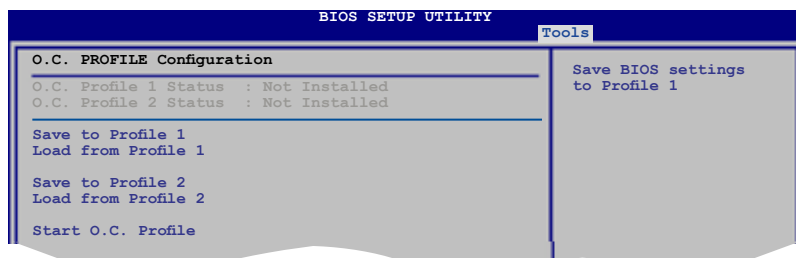 BIOS SETUP UTILITY
Tools
O.C. PROFILE Configuration
O.C. Profile 1 Status : Not Installed
O.C. Profile 2 Status : Not Installed
Save to Profile 1
Load from Profile 1
Save to Profile 2
Load from Profile 2
Start O.C. Profile
Save BIOS settings
to Profile 1